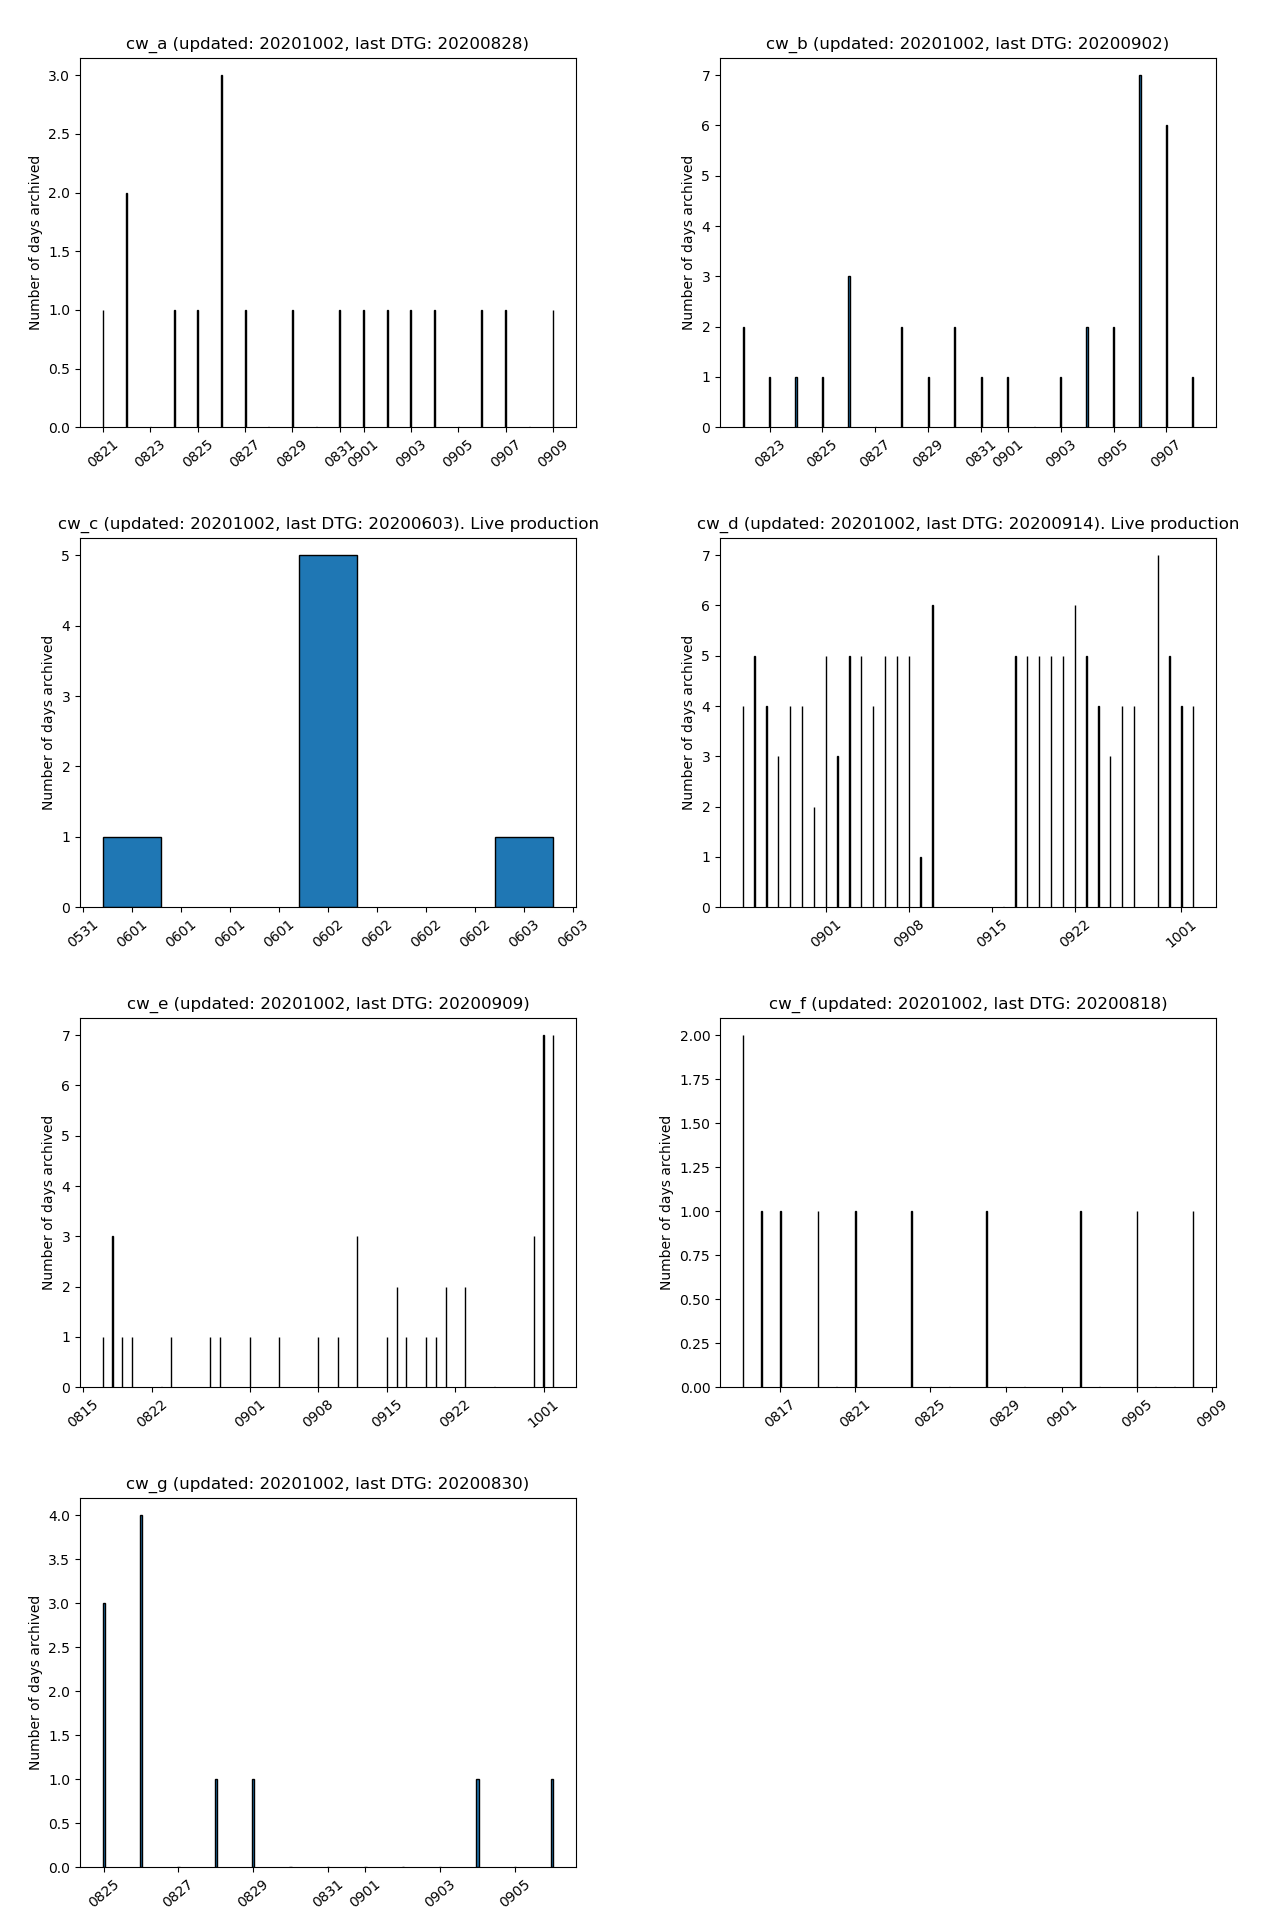 cw_a (updated: 20201002, last DTG: 20200828)
Number of days archived
3.0
2.5
2.0
1.5
1.0
0.5
0.0
0821 0823 0825 0827 0829 0831 0901 0903 0905 0907 0909
cw_b (updated: 20201002, last DTG: 20200902)
Number of days archived
7
6
5
4
3
2
1
0
0823 0825 0827 0829 0831 0901 0903 0905 0907
cw_c (updated: 20201002, last DTG: 20200603). Live production
Number of days archived
5
4
3
2
1
0
0531 0601 0601 0601 0601 0602 0602 0602 0602 0603 0603
cw_d (updated: 20201002, last DTG: 20200914). Live production
Number of days archived
7
6
5
4
3
2
1
0
0901 0908 0915 0922 1001
cw_e (updated: 20201002, last DTG: 20200909)
Number of days archived
7
6
5
4
3
2
1
0
0815 0822 0901 0908 0915 0922 1001
cw_f (updated: 20201002, last DTG: 20200818)
Number of days archived
2.00
1.75
1.50
1.25
1.00
0.75
0.50
0.25
0.00
0817 0821 0825 0829 0901 0905 0909
cw_g (updated: 20201002, last DTG: 20200830)
Number of days archived
4.0
3.5
3.0
2.5
2.0
1.5
1.0
0.5
0.0
0825 0827 0829 0831 0901 0903 0905